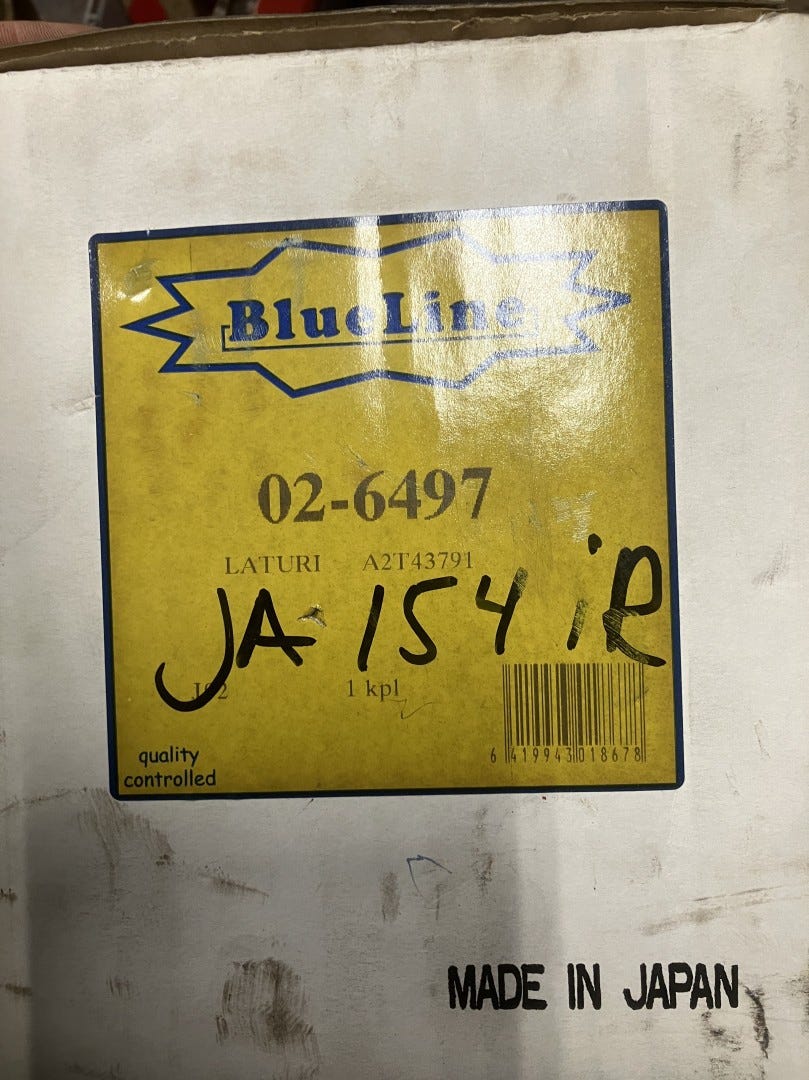 BlueLine
02-6497
LATURI A2T43791
JA-154 iR
1 kpl
6 419943 018678
quality
controlled
MADE IN JAPAN